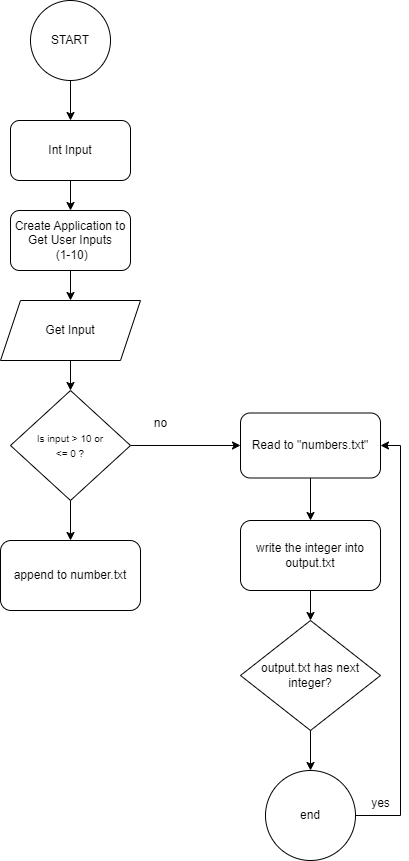 START
Int Input
Create Application to
Get User Inputs
(1-10)
Get Input
Is input > 10 or
<= 0 ?
no
Read to "numbers.txt"
append to number.txt
write the integer into
output.txt
output.txt has next
integer?
end
yes